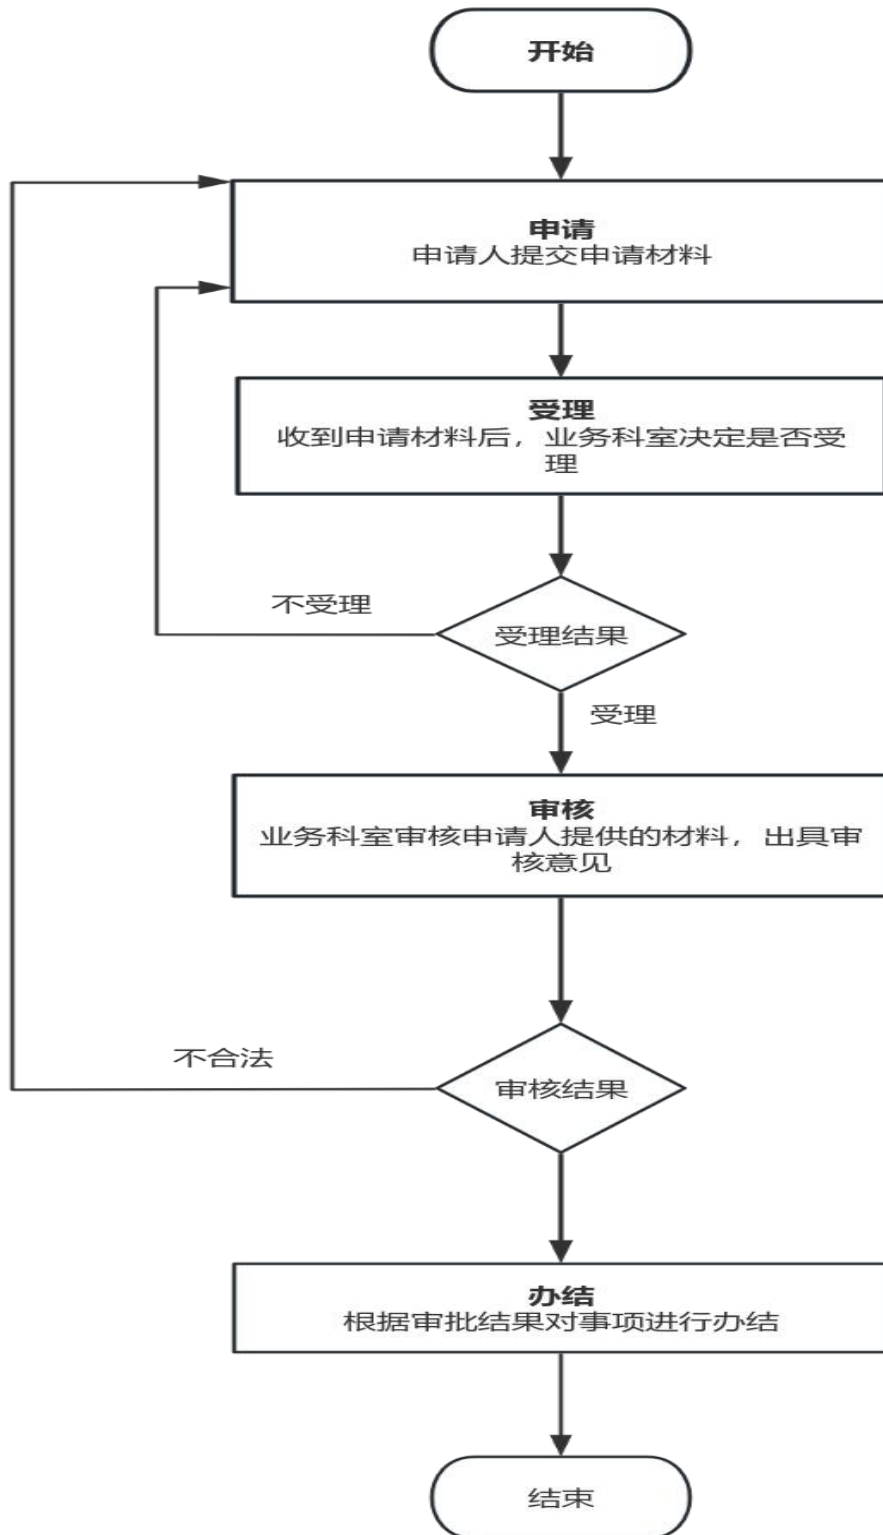 开始
申请
申请人提交申请材料
受理
收到申请材料后，业务科室决定是否受
理
不受理
受理结果
受理
审核
业务科室审核申请人提供的材料，出具审
核意见
不合法
审核结果
办结
根据审批结果对事项进行办结
结束